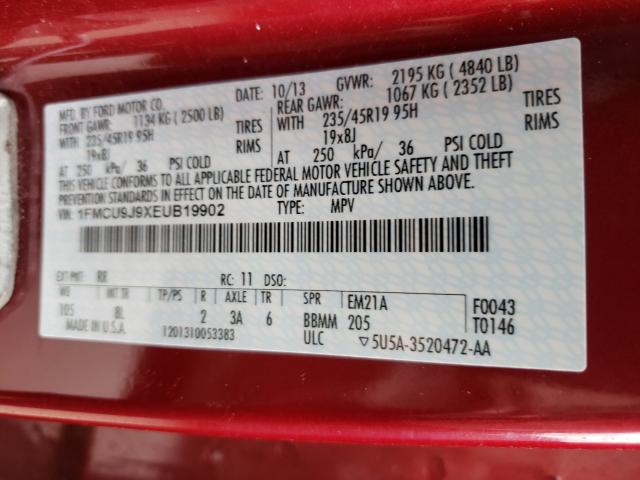 MFD. BY FORD MOTOR CO.
DATE: 10/13 GVWR: 2195 KG ( 4840 LB)
FRONT GAWR: 1134 KG ( 2500 LB)
REAR GAWR: 1067 KG ( 2352 LB)
WITH 235/45R19 95H TIRES
19x8J RIMS
AT 250 kPa/ 36 PSI COLD
WITH 235/45R19 95H TIRES
19x8J RIMS
AT 250 kPa/ 36 PSI COLD
THIS VEHICLE CONFORMS TO ALL APPLICABLE FEDERAL MOTOR VEHICLE SAFETY AND THEFT
PREVENTION STANDARDS IN EFFECT ON THE DATE OF MANUFACTURE SHOWN ABOVE.
VIN: 1FMCU9J9XEUB19902 TYPE: MPV
EXT PNT: RR RC: 11 DSO:
WB INT TR TP/PS R AXLE TR SPR EM21A F0043
105 8L 2 3A 6 BBMM 205 T0146
MADE IN U.S.A. 1201310053383 ULC ▽5U5A-3520472-AA